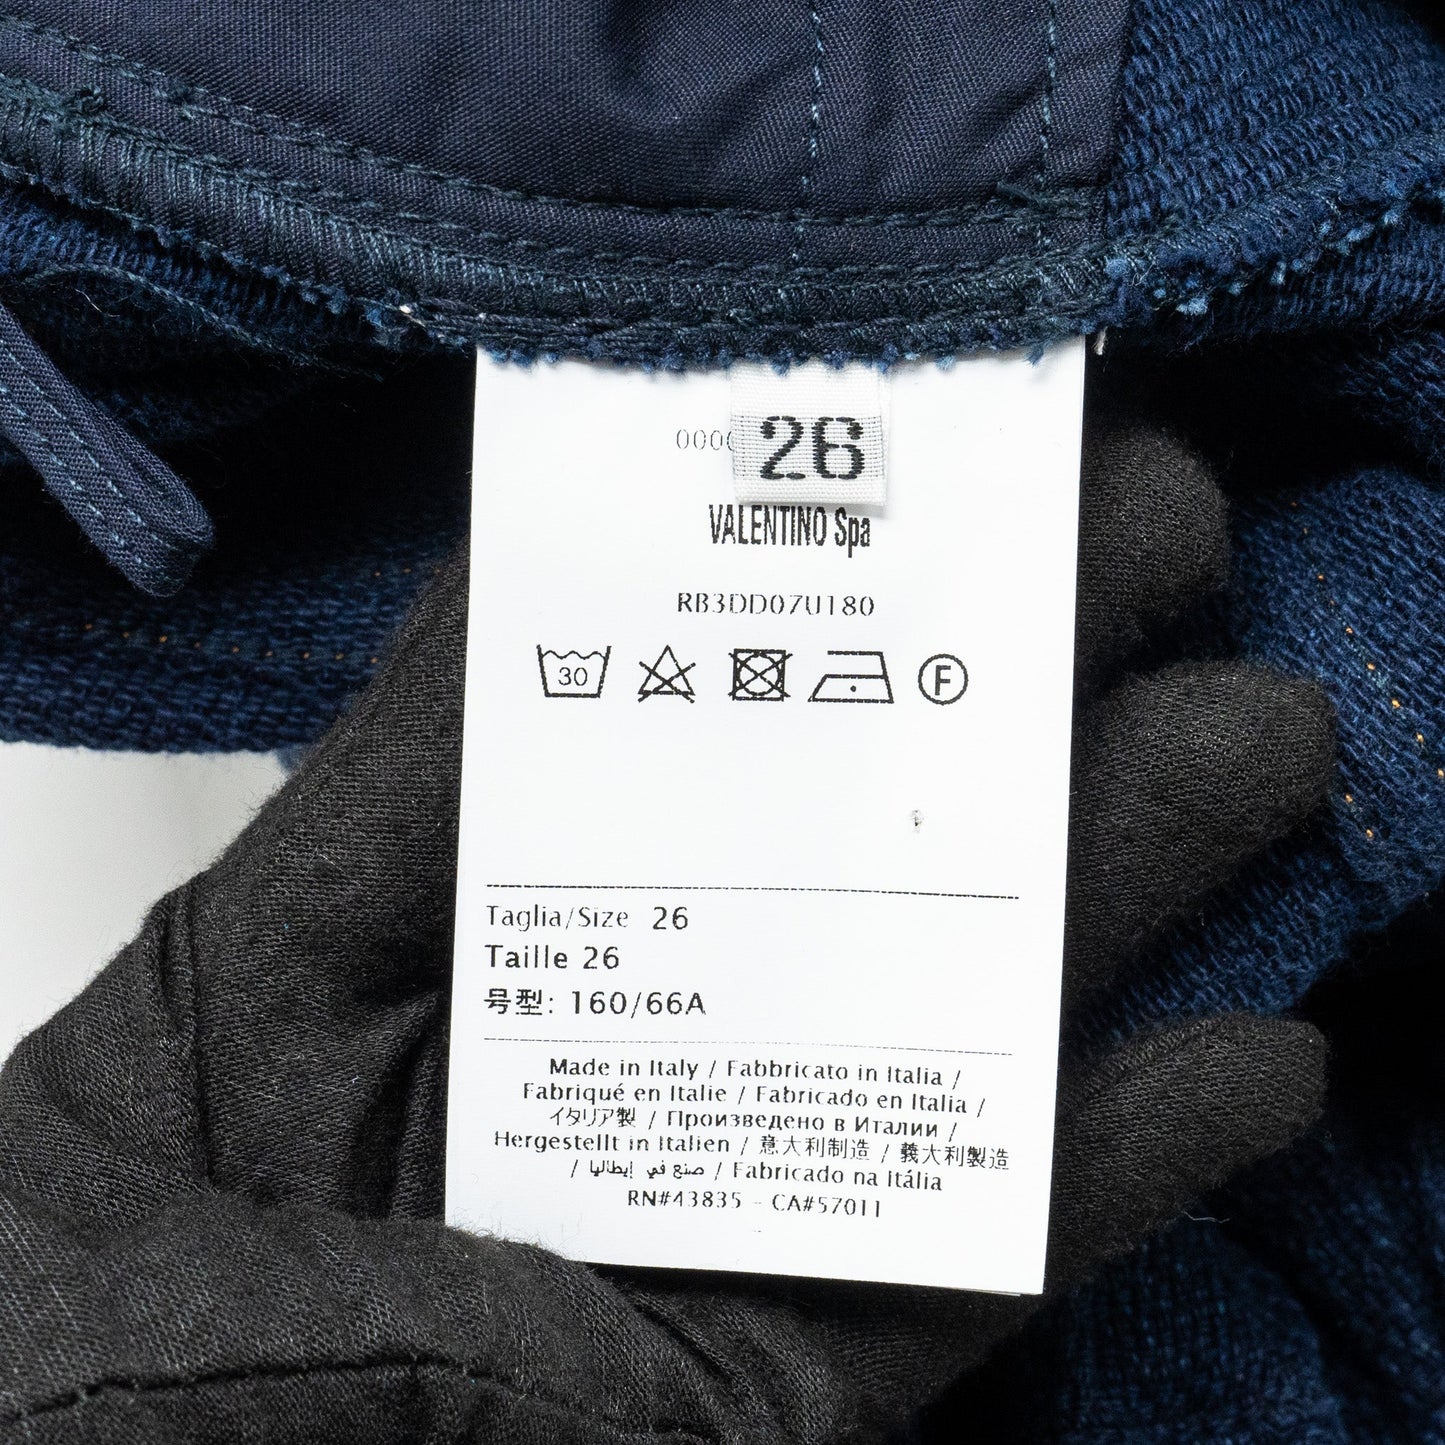 26
VALENTINO Spa
RB3DD07U180
30
F
Taglia/Size 26
Taille 26
号型: 160/66A
Made in Italy / Fabbricato in Italia /
Fabriqué en Italie / Fabricado en Italia /
イタリア製 / Произведено в Италии /
Hergestellt in Italien / 意大利制造 / 義大利製造
/ صنع في إيطاليا / Fabricado na Itália
RN#43835 - CA#57011